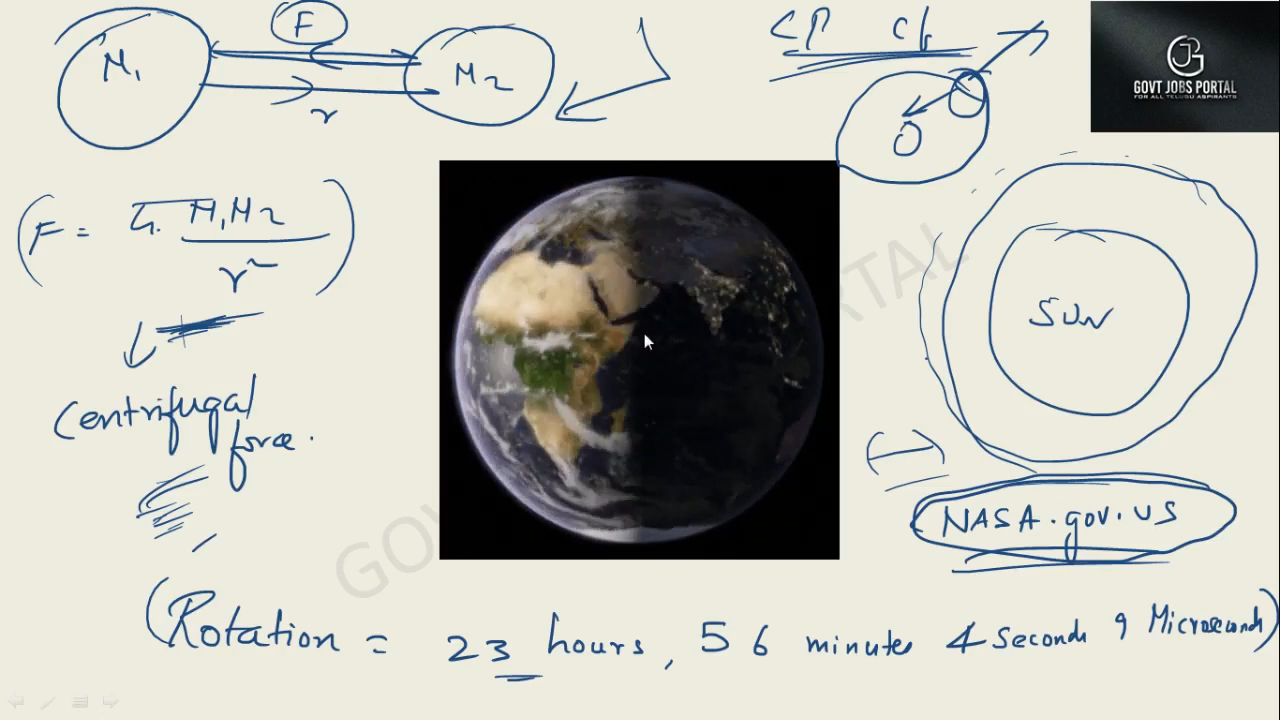 F
M1
M2
r
CP Cf
O
GOVT JOBS PORTAL
FOR ALL TELUGU ASPIRANTS
F = G. M1M2
r²
SUN
Centrifugal
force.
NASA.gov.us
(Rotation = 23 hours, 56 minutes 4 seconds 9 Microseconds)